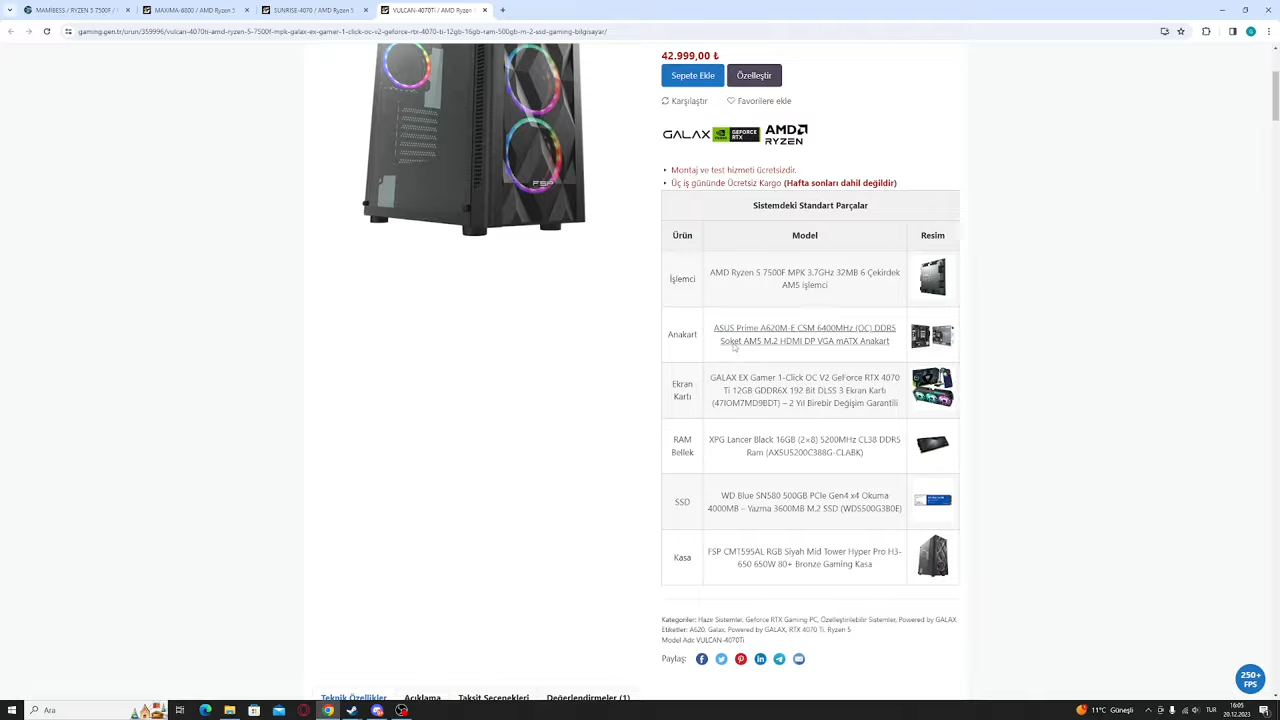 MAMİBESS / RYZEN 5 7500F /
MAXIMA-6800 / AMD Ryzen 5
SUNRISE-4070 / AMD Ryzen 5
VULCAN-4070Ti / AMD Ryzen
gaming.gen.tr/urun/359996/vulcan-4070ti-amd-ryzen-5-7500f-mpk-galax-ex-gamer-1-click-oc-v2-geforce-rtx-4070-ti-12gb-16gb-ram-500gb-m-2-ssd-gaming-bilgisayar/
42.999,00 ₺
Sepete Ekle
Özelleştir
Karşılaştır
Favorilere ekle
FSP
GALAX
GEFORCE RTX
AMD RYZEN
Montaj ve test hizmeti ücretsizdir.
Üç iş gününde Ücretsiz Kargo (Hafta sonları dahil değildir)
Sistemdeki Standart Parçalar
Ürün
Model
Resim
İşlemci
AMD Ryzen 5 7500F MPK 3.7GHz 32MB 6 Çekirdek
AM5 işlemci
Anakart
ASUS Prime A620M-E CSM 6400MHz (OC) DDR5
Soket AM5 M.2 HDMI DP VGA mATX Anakart
Ekran
Kartı
GALAX EX Gamer 1-Click OC V2 GeForce RTX 4070
Ti 12GB GDDR6X 192 Bit DLSS 3 Ekran Kartı
(47IOM7MD9BDT) – 2 Yıl Birebir Değişim Garantili
RAM
Bellek
XPG Lancer Black 16GB (2×8) 5200MHz CL38 DDR5
Ram (AX5U5200C388G-CLABK)
SSD
WD Blue SN580 500GB PCIe Gen4 x4 Okuma
4000MB – Yazma 3600MB M.2 SSD (WDS500G3B0E)
Kasa
FSP CMT595AL RGB Siyah Mid Tower Hyper Pro H3-
650 650W 80+ Bronze Gaming Kasa
Kategoriler: Hazır Sistemler, Geforce RTX Gaming PC, Özelleştirilebilir Sistemler, Powered by GALAX
Etiketler: A620, Galax, Powered by GALAX, RTX 4070 Ti, Ryzen 5
Model Adı: VULCAN-4070Ti
Paylaş:
250+
FPS
Teknik Özellikler
Açıklama
Taksit Seçenekleri
Değerlendirmeler (1)
Ara
11°C Güneşli
TUR
16:05
20.12.2023